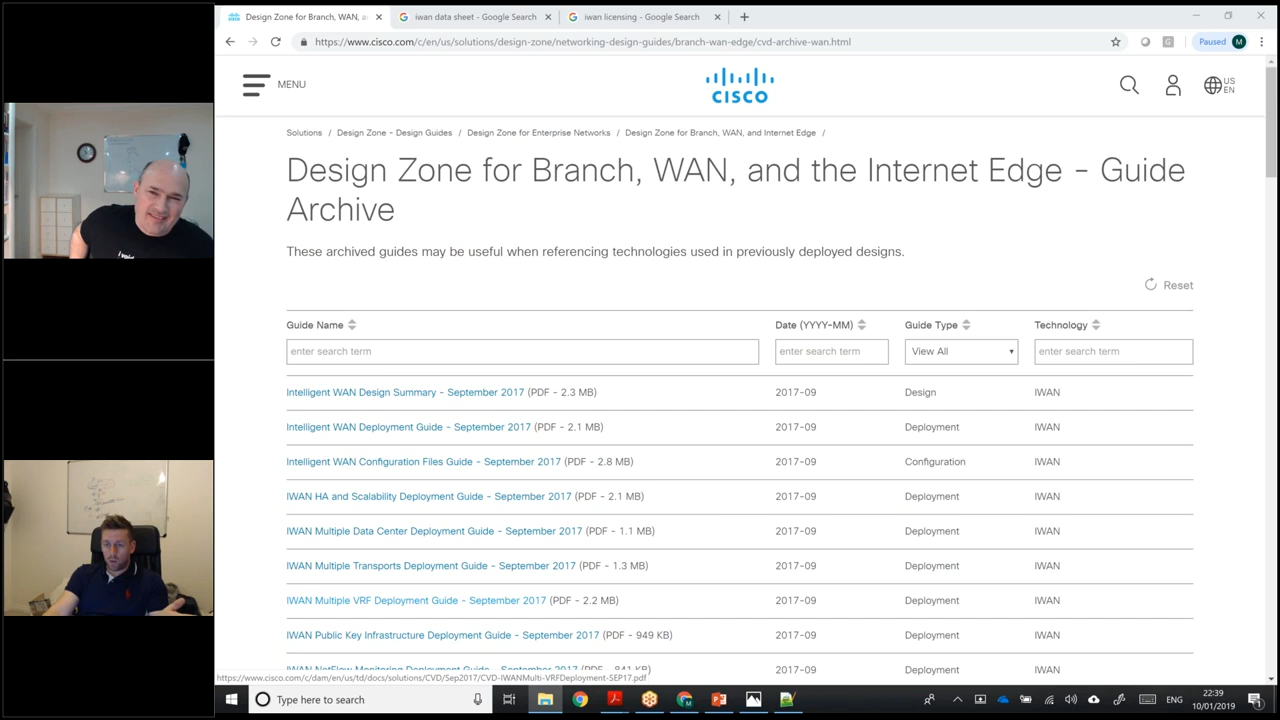 Design Zone for Branch, WAN, a
iwan data sheet - Google Search
iwan licensing - Google Search
https://www.cisco.com/c/en/us/solutions/design-zone/networking-design-guides/branch-wan-edge/cvd-archive-wan.html
Paused M
MENU
CISCO
US
EN
Solutions / Design Zone - Design Guides / Design Zone for Enterprise Networks / Design Zone for Branch, WAN, and Internet Edge /
Design Zone for Branch, WAN, and the Internet Edge - Guide
Archive
These archived guides may be useful when referencing technologies used in previously deployed designs.
Reset
Guide Name Date (YYYY-MM) Guide Type Technology
enter search term enter search term View All enter search term
Intelligent WAN Design Summary - September 2017 (PDF - 2.3 MB) 2017-09 Design IWAN
Intelligent WAN Deployment Guide - September 2017 (PDF - 2.1 MB) 2017-09 Deployment IWAN
Intelligent WAN Configuration Files Guide - September 2017 (PDF - 2.8 MB) 2017-09 Configuration IWAN
IWAN HA and Scalability Deployment Guide - September 2017 (PDF - 2.1 MB) 2017-09 Deployment IWAN
IWAN Multiple Data Center Deployment Guide - September 2017 (PDF - 1.1 MB) 2017-09 Deployment IWAN
IWAN Multiple Transports Deployment Guide - September 2017 (PDF - 1.3 MB) 2017-09 Deployment IWAN
IWAN Multiple VRF Deployment Guide - September 2017 (PDF - 2.2 MB) 2017-09 Deployment IWAN
IWAN Public Key Infrastructure Deployment Guide - September 2017 (PDF - 949 KB) 2017-09 Deployment IWAN
IWAN NetFlow Monitoring Deployment Guide - September 2017 (PDF - 841 KB) 2017-09 Deployment IWAN
https://www.cisco.com/c/dam/en/us/td/docs/solutions/CVD/Sep2017/CVD-IWANMulti-VRFDeployment-SEP17.pdf
Type here to search
ENG
22:39
10/01/2019